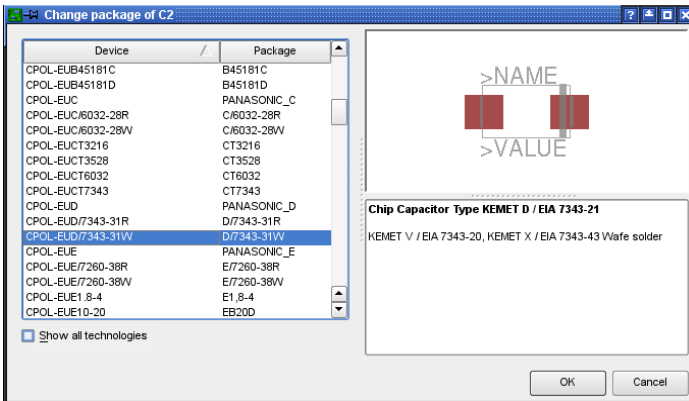 Change package of C2
Device Package
CPOL-EUB45181C B45181C
CPOL-EUB45181D B45181D
CPOL-EUC PANASONIC_C
CPOL-EUC/6032-28R C/6032-28R
CPOL-EUC/6032-28W C/6032-28W
CPOL-EUCT3216 CT3216
CPOL-EUCT3528 CT3528
CPOL-EUCT6032 CT6032
CPOL-EUCT7343 CT7343
CPOL-EUD PANASONIC_D
CPOL-EUD/7343-31R D/7343-31R
CPOL-EUD/7343-31W D/7343-31W
CPOL-EUE PANASONIC_E
CPOL-EUE/7260-38R E/7260-38R
CPOL-EUE/7260-38W E/7260-38W
CPOL-EUE1.8-4 E1,8-4
CPOL-EUE10-20 EB20D
Show all technologies
>NAME
>VALUE
Chip Capacitor Type KEMET D / EIA 7343-21
KEMET V / EIA 7343-20, KEMET X / EIA 7343-43 Wafe solder
OK Cancel